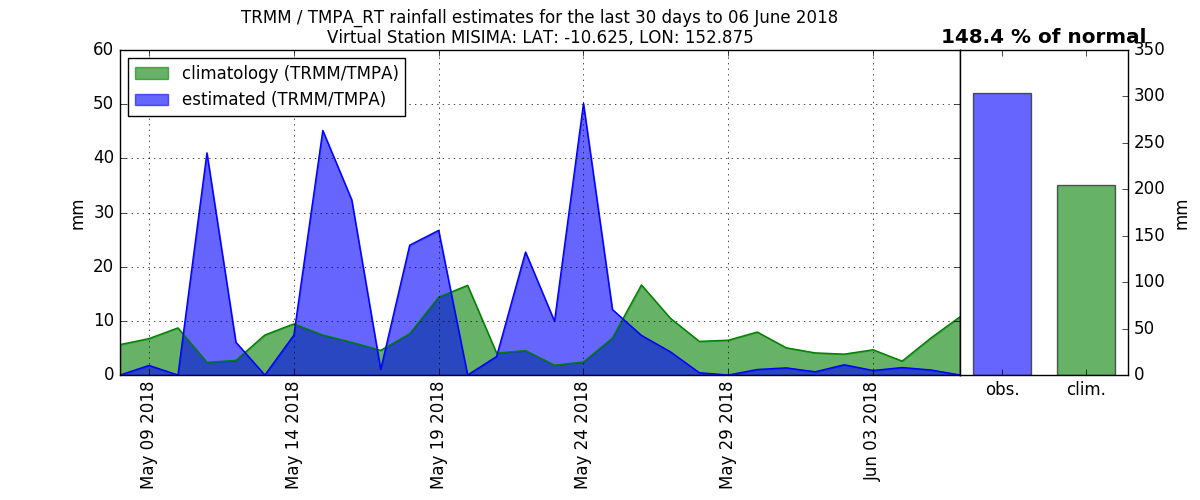 TRMM / TMPA_RT rainfall estimates for the last 30 days to 06 June 2018
Virtual Station MISIMA: LAT: -10.625, LON: 152.875
148.4 % of normal
climatology (TRMM/TMPA)
estimated (TRMM/TMPA)
60
50
40
30
20
10
0
mm
May 09 2018
May 14 2018
May 19 2018
May 24 2018
May 29 2018
Jun 03 2018
350
300
250
200
150
100
50
0
mm
obs.
clim.